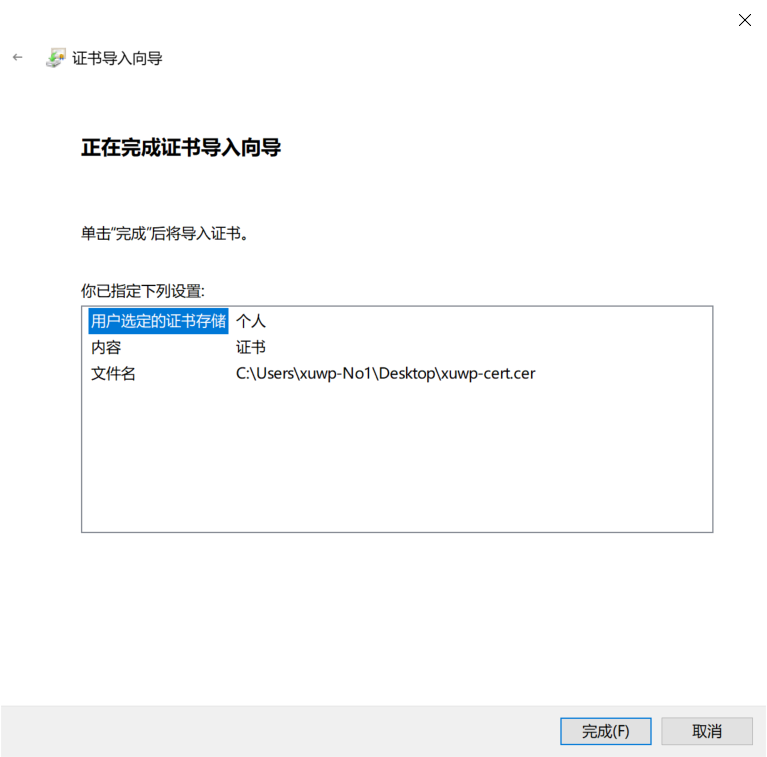 证书导入向导
正在完成证书导入向导
单击“完成”后将导入证书。
你已指定下列设置:
用户选定的证书存储 个人
内容 证书
文件名 C:\Users\xuwp-No1\Desktop\xuwp-cert.cer
完成(F) 取消